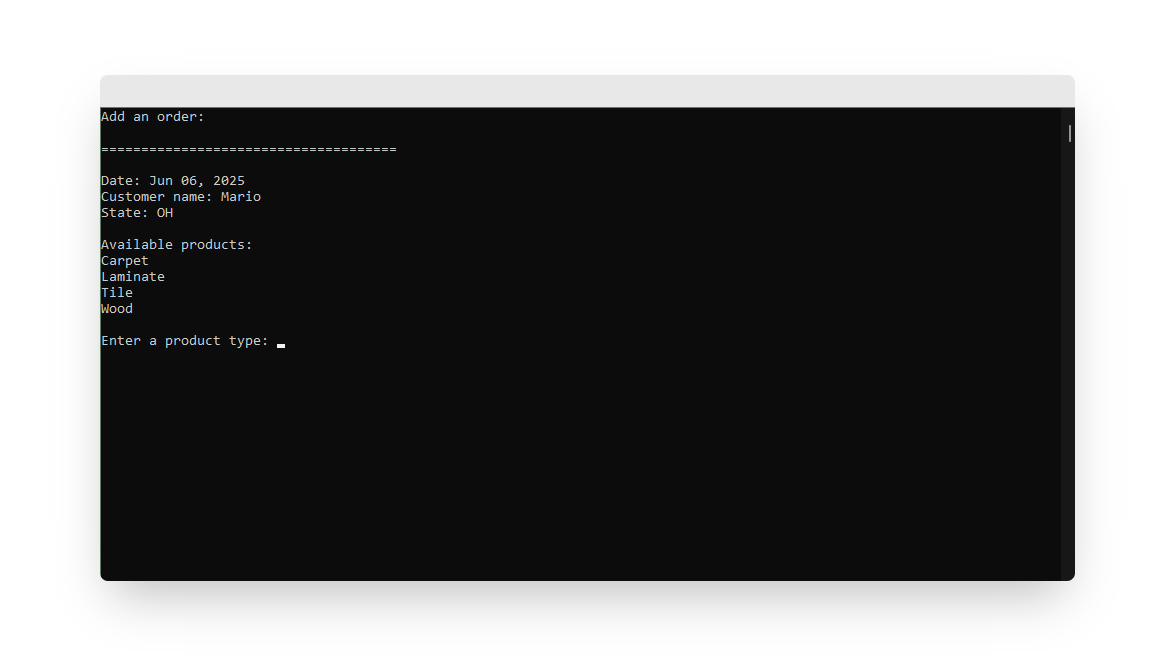 Add an order:
=====================================
Date: Jun 06, 2025
Customer name: Mario
State: OH
Available products:
Carpet
Laminate
Tile
Wood
Enter a product type: